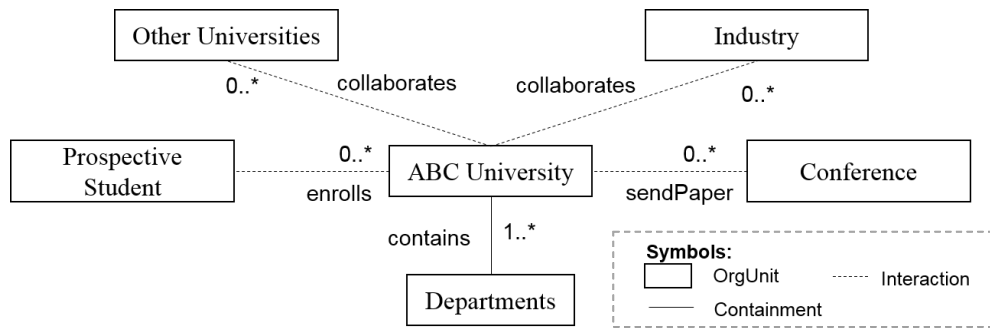 Other Universities
Industry
0..*
collaborates
collaborates
0..*
Prospective
Student
0..*
enrolls
ABC University
0..*
sendPaper
Conference
contains
1..*
Departments
Symbols:
OrgUnit
Interaction
Containment